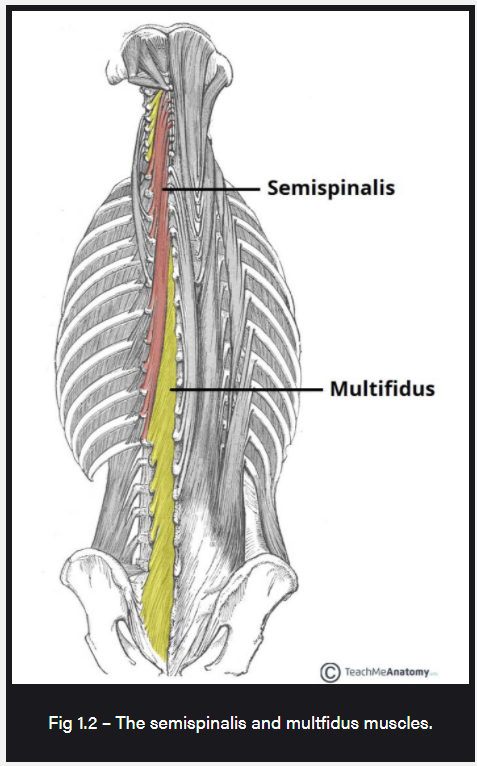 Semispinalis
Multifidus
© TeachMeAnatomy
Fig 1.2 – The semispinalis and multfidus muscles.